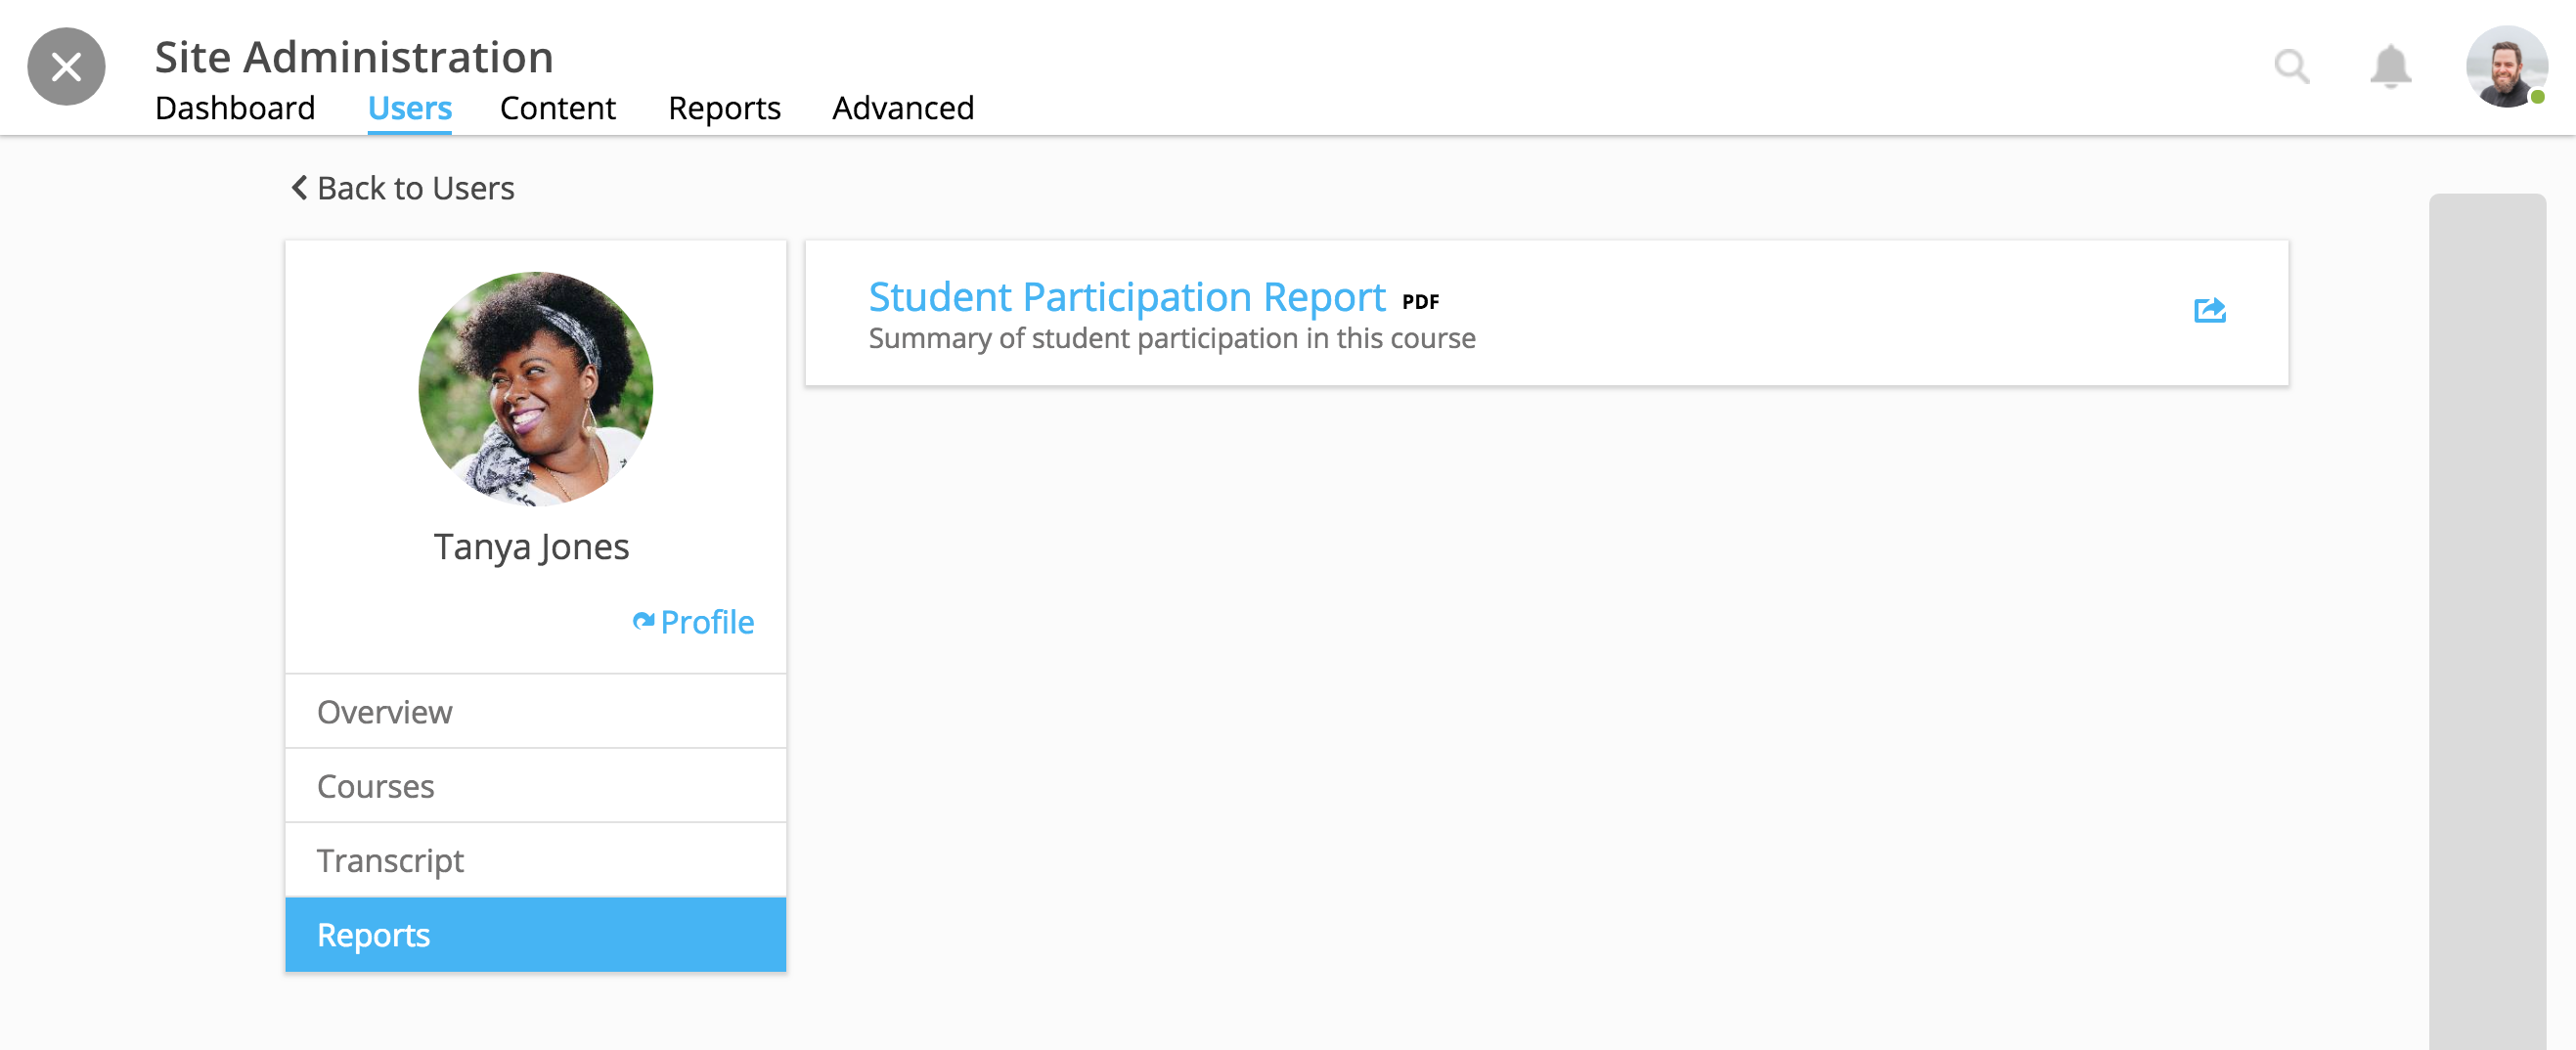 Site Administration
Dashboard Users Content Reports Advanced
Back to Users
Student Participation Report PDF
Summary of student participation in this course
Tanya Jones
Profile
Overview
Courses
Transcript
Reports